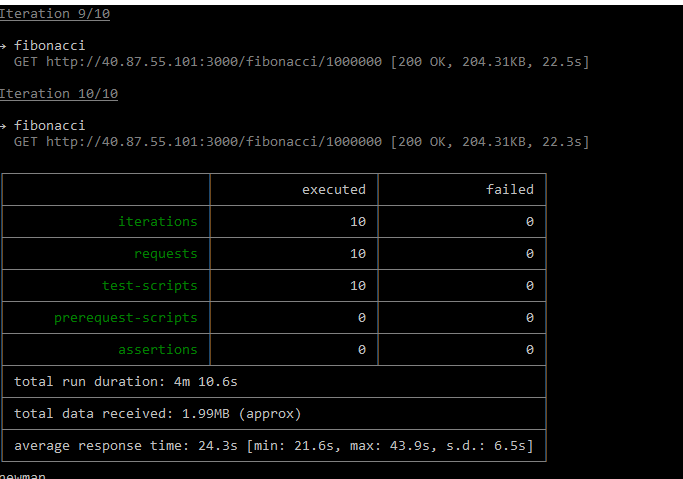 Iteration 9/10
→ fibonacci
GET http://40.87.55.101:3000/fibonacci/1000000 [200 OK, 204.31KB, 22.5s]
Iteration 10/10
→ fibonacci
GET http://40.87.55.101:3000/fibonacci/1000000 [200 OK, 204.31KB, 22.3s]
executed failed
iterations 10 0
requests 10 0
test-scripts 10 0
prerequest-scripts 0 0
assertions 0 0
total run duration: 4m 10.6s
total data received: 1.99MB (approx)
average response time: 24.3s [min: 21.6s, max: 43.9s, s.d.: 6.5s]
newman